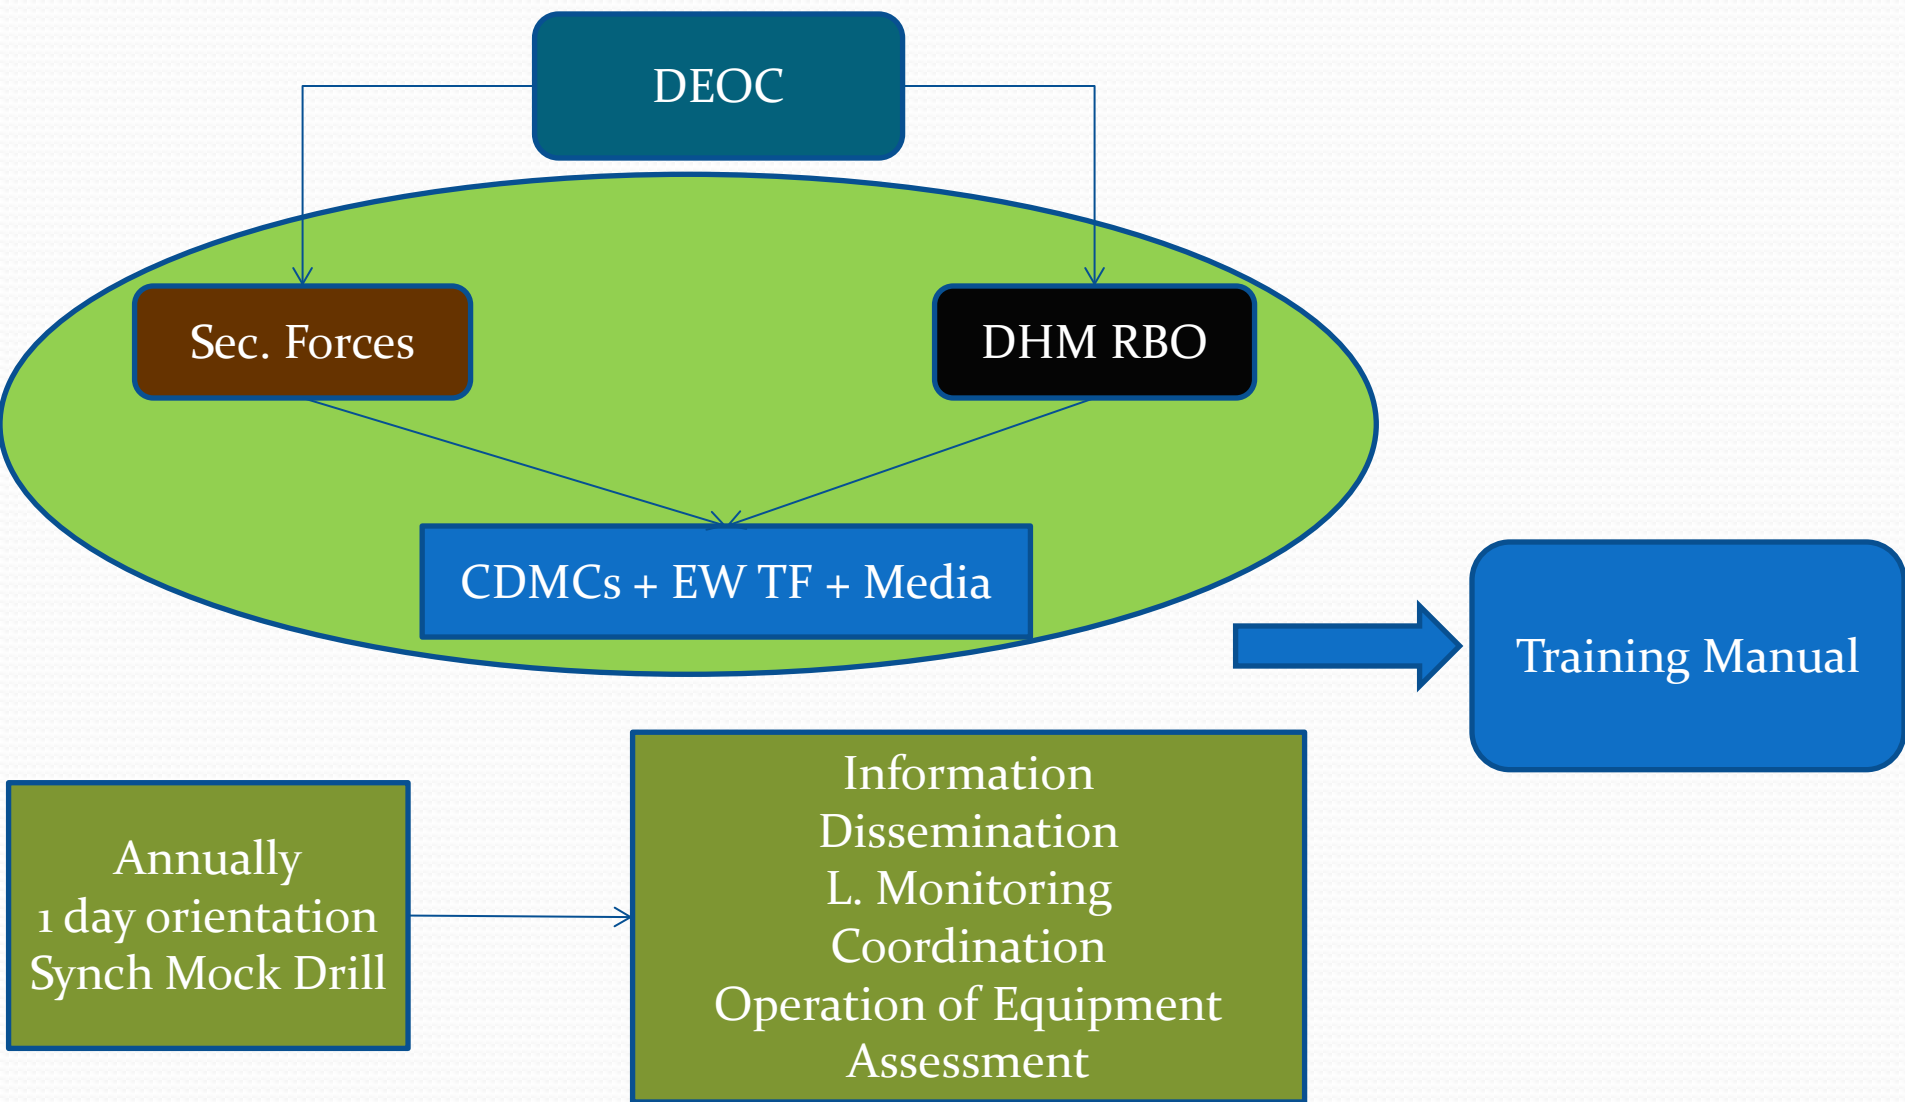 DEOC
Sec. Forces
DHM RBO
CDMCs + EW TF + Media
Training Manual
Annually
1 day orientation
Synch Mock Drill
Information
Dissemination
L. Monitoring
Coordination
Operation of Equipment
Assessment